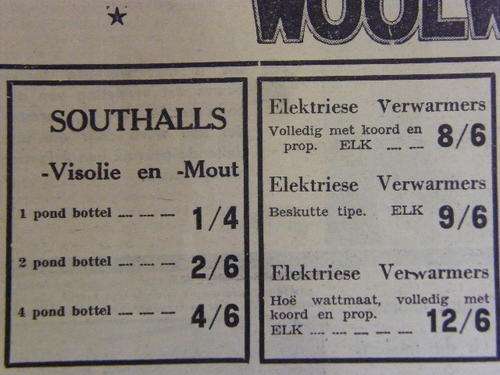 WOOLW
SOUTHALLS
-Visolie en -Mout
1 pond bottel .... --- --- 1/4
2 pond bottel .... --- --- 2/6
4 pond bottel .... --- --- 4/6
Elektriese Verwarmers
Volledig met koord en
prop. ELK --- --- 8/6
Elektriese Verwarmers
Beskutte tipe. ELK 9/6
Elektriese Verwarmers
Hoë wattmaat, volledig met
koord en prop.
ELK --- .... --- --- --- 12/6